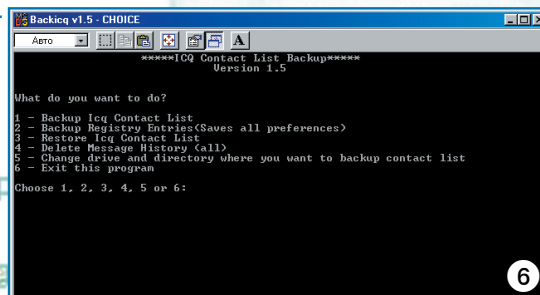 Backicq v1.5 - CHOICE
Авто
A
*****ICQ Contact List Backup*****
Version 1.5
What do you want to do?
1 - Backup Icq Contact List
2 - Backup Registry Entries(Saves all preferences)
3 - Restore Icq Contact List
4 - Delete Message History (all)
5 - Change drive and directory where you want to backup contact list
6 - Exit this program
Choose 1, 2, 3, 4, 5 or 6:
6